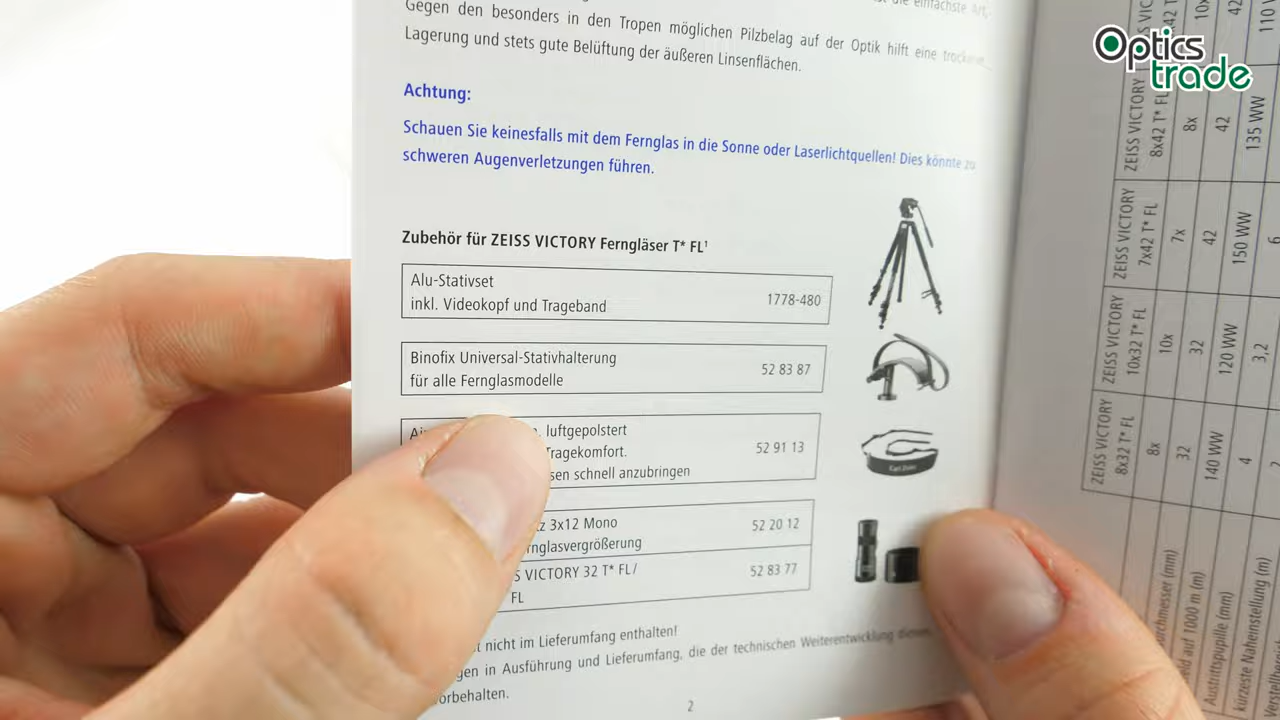 die einfachste Art,
Gegen den besonders in den Tropen möglichen Pilzbelag auf der Optik hilft eine
Lagerung und stets gute Belüftung der äußeren Linsenflächen.
Achtung:
Schauen Sie keinesfalls mit dem Fernglas in die Sonne oder Laserlichtquellen! Dies könnte zu
schweren Augenverletzungen führen.
Zubehör für ZEISS VICTORY Ferngläser T* FL¹
Alu-Stativset
inkl. Videokopf und Trageband 1778-480
Binofix Universal-Stativhalterung
für alle Fernglasmodelle 52 83 87
luftgepolstert
Tragekomfort.
schnell anzubringen
52 91 13
3x12 Mono 52 20 12
VICTORY 32 T* FL/ 52 83 77
FL
nicht im Lieferumfang enthalten!
in Ausführung und Lieferumfang, die der technischen Weiterentwicklung
2
Carl Zeiss
Optics
trade
ZEISS VICTORY
8x42 T* FL
8x
42
135 WW
ZEISS VICTORY
7x42 T* FL
7x
42
150 WW
ZEISS VICTORY
10x32 T* FL
10x
32
120 WW
3,2
ZEISS VICTORY
8x32 T* FL
8x
32
140 WW
4
auf 1000 m (m)
Austrittspupille (mm)
kürzeste Naheinstellung (m)